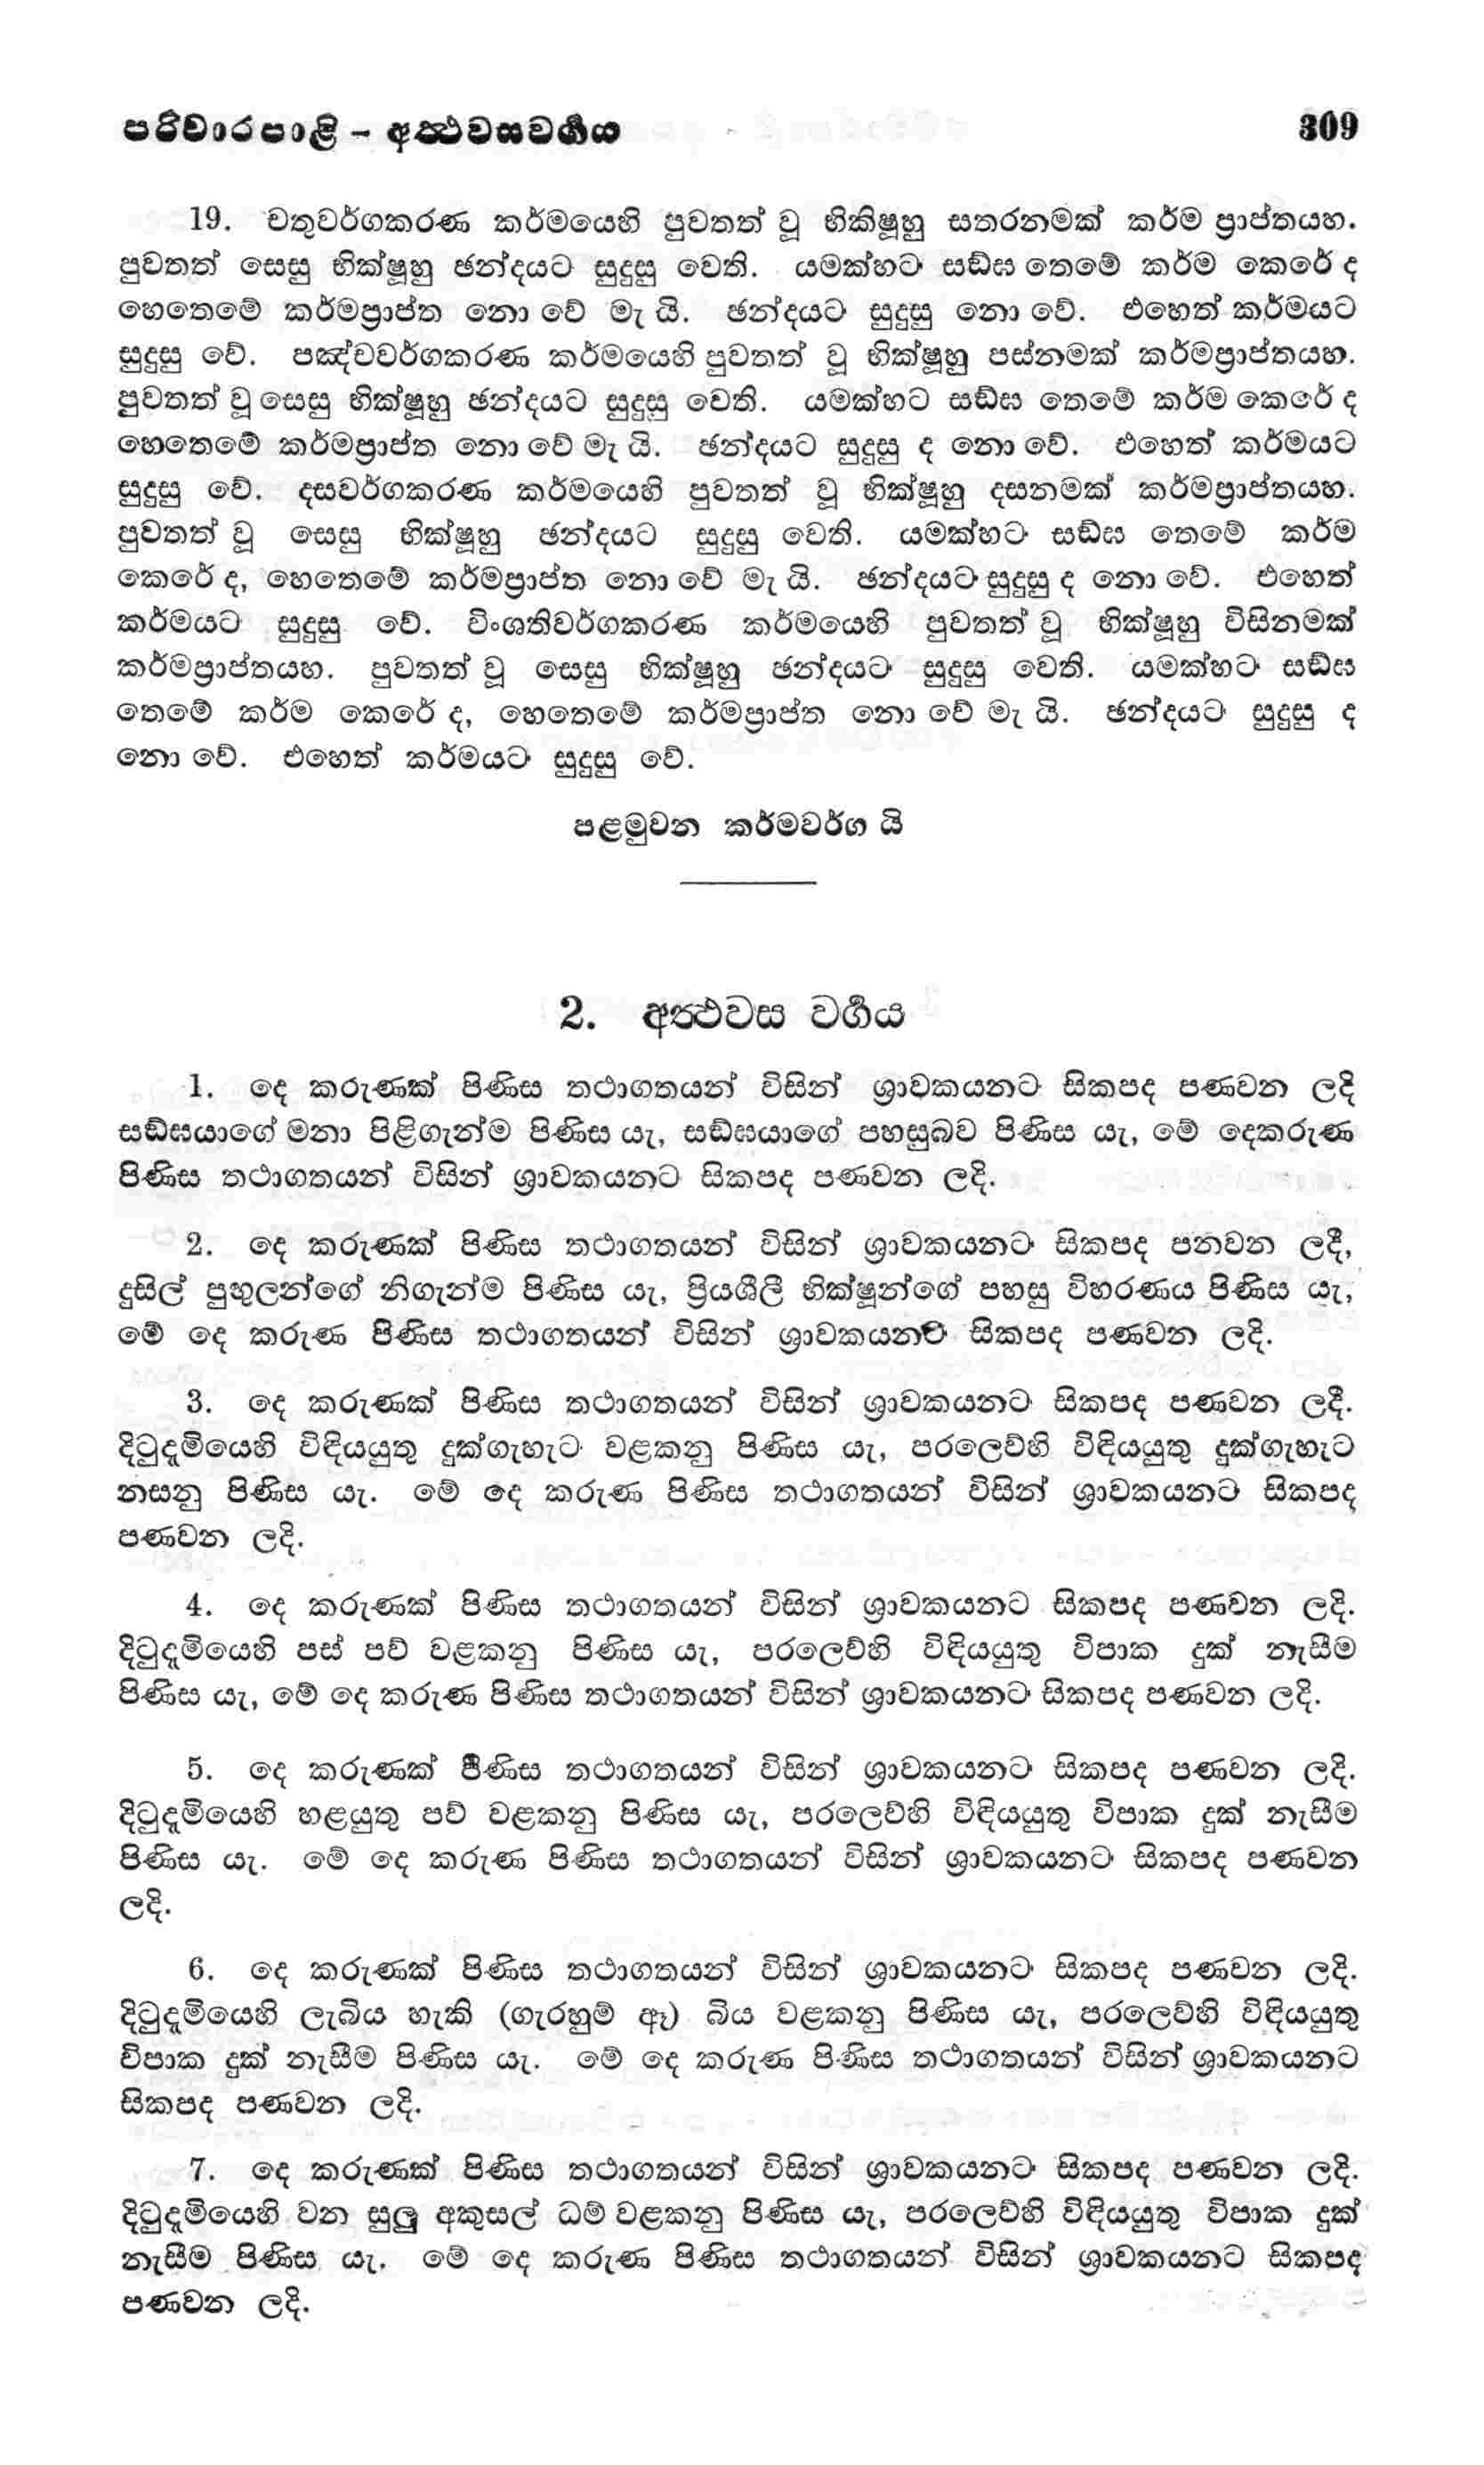 පරිවාරපාළි - අත්‍ථවසවර්‍ගය 309
19. චතුවර්ගකරණ කර්මයෙහි පුවතත් වූ භිකිෂූහු සතරනමක් කර්ම ප්‍රාප්තයහ.
පුවතත් සෙසු භික්ෂූහු ඡන්දයට සුදුසු වෙති. යමක්හට සඞ්ඝ තෙමේ කර්ම කෙරේ ද
හෙතෙමේ කර්මප්‍රාප්ත නො වේ මැ යි. ඡන්දයට සුදුසු නො වේ. එහෙත් කර්මයට
සුදුසු වේ. පඤ්චවර්ගකරණ කර්මයෙහි පුවතත් වූ භික්ෂූහු පස්නමක් කර්මප්‍රාප්තයහ.
පුවතත් වූ සෙසු භික්ෂූහු ඡන්දයට සුදුසු වෙති. යමක්හට සඞ්ඝ තෙමේ කර්ම කෙරේ ද
හෙතෙමේ කර්මප්‍රාප්ත නො වේ මැ යි. ඡන්දයට සුදුසු ද නො වේ. එහෙත් කර්මයට
සුදුසු වේ. දසවර්ගකරණ කර්මයෙහි පුවතත් වූ භික්ෂූහු දසනමක් කර්මප්‍රාප්තයහ.
පුවතත් වූ සෙසු භික්ෂූහු ඡන්දයට සුදුසු වෙති. යමක්හට සඞ්ඝ තෙමේ කර්ම
කෙරේ ද, හෙතෙමේ කර්මප්‍රාප්ත නො වේ මැ යි. ඡන්දයට සුදුසු ද නො වේ. එහෙත්
කර්මයට සුදුසු වේ. විංශතිවර්ගකරණ කර්මයෙහි පුවතත් වූ භික්ෂූහු විසිනමක්
කර්මප්‍රාප්තයහ. පුවතත් වූ සෙසු භික්ෂූහු ඡන්දයට සුදුසු වෙති. යමක්හට සඞ්ඝ
තෙමේ කර්ම කෙරේ ද, හෙතෙමේ කර්මප්‍රාප්ත නො වේ මැ යි. ඡන්දයට සුදුසු ද
නො වේ. එහෙත් කර්මයට සුදුසු වේ.
පළමුවන කර්මවර්ග යි
2. අත්‍ථවස වර්‍ගය
1. දෙ කරුණක් පිණිස තථාගතයන් විසින් ශ්‍රාවකයනට සිකපද පණවන ලදි
සඞ්ඝයාගේ මනා පිළිගැන්ම පිණිස යැ, සඞ්ඝයාගේ පහසුබව පිණිස යැ, මේ දෙකරුණ
පිණිස තථාගතයන් විසින් ශ්‍රාවකයනට සිකපද පණවන ලදි.
2. දෙ කරුණක් පිණිස තථාගතයන් විසින් ශ්‍රාවකයනට සිකපද පනවන ලදී,
දුසිල් පුඟුලන්ගේ නිගැන්ම පිණිස යැ, ප්‍රියශීලී භික්ෂූන්ගේ පහසු විහරණය පිණිස යැ,
මේ දෙ කරුණ පිණිස තථාගතයන් විසින් ශ්‍රාවකයනට සිකපද පණවන ලදි.
3. දෙ කරුණක් පිණිස තථාගතයන් විසින් ශ්‍රාවකයනට සිකපද පණවන ලදී.
දිටුදැමියෙහි විඳියයුතු දුක්ගැහැට වළකනු පිණිස යැ, පරලෙව්හි විඳියයුතු දුක්ගැහැට
නසනු පිණිස යැ. මේ දෙ කරුණ පිණිස තථාගතයන් විසින් ශ්‍රාවකයනට සිකපද
පණවන ලදි.
4. දෙ කරුණක් පිණිස තථාගතයන් විසින් ශ්‍රාවකයනට සිකපද පණවන ලදි.
දිටුදැමියෙහි පස් පව් වළකනු පිණිස යැ, පරලෙව්හි විඳියයුතු විපාක දුක් නැසීම
පිණිස යැ, මේ දෙ කරුණ පිණිස තථාගතයන් විසින් ශ්‍රාවකයනට සිකපද පණවන ලදි.
5. දෙ කරුණක් පිණිස තථාගතයන් විසින් ශ්‍රාවකයනට සිකපද පණවන ලදි.
දිටුදැමියෙහි හළයුතු පව් වළකනු පිණිස යැ, පරලෙව්හි විඳියයුතු විපාක දුක් නැසීම
පිණිස යැ. මේ දෙ කරුණ පිණිස තථාගතයන් විසින් ශ්‍රාවකයනට සිකපද පණවන
ලදි.
6. දෙ කරුණක් පිණිස තථාගතයන් විසින් ශ්‍රාවකයනට සිකපද පණවන ලදි.
දිටුදැමියෙහි ලැබිය හැකි (ගැරහුම් ඈ) බිය වළකනු පිණිස යැ, පරලෙව්හි විඳියයුතු
විපාක දුක් නැසීම පිණිස යැ. මේ දෙ කරුණ පිණිස තථාගතයන් විසින් ශ්‍රාවකයනට
සිකපද පණවන ලදි.
7. දෙ කරුණක් පිණිස තථාගතයන් විසින් ශ්‍රාවකයනට සිකපද පණවන ලදි.
දිටුදැමියෙහි වන සුලු අකුසල් ධම් වළකනු පිණිස යැ, පරලෙව්හි විඳියයුතු විපාක දුක්
නැසීම පිණිස යැ. මේ දෙ කරුණ පිණිස තථාගතයන් විසින් ශ්‍රාවකයනට සිකපද
පණවන ලදි.